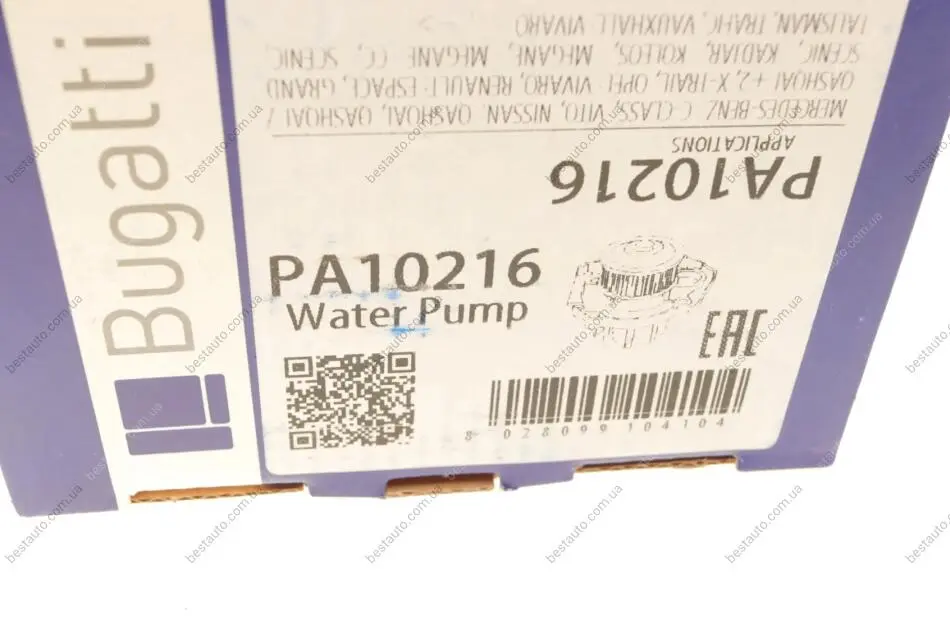 Bugatti
PA10216
Water Pump
EAC
8 028099 104104
PA10216
APPLICATIONS
MERCEDES-BENZ C-CLASS, VITO, NISSAN QASHQAI, QASHQAI /
QASHQAI +2, X-TRAIL, OPEL VIVARO, RENAULT ESPACE, GRAND
SCENIC, KADJAR, KOLEOS, MEGANE, MEGANE CC, SCENIC,
TALISMAN, TRAFIC, VAUXHALL VIVARO
bestauto.com.ua